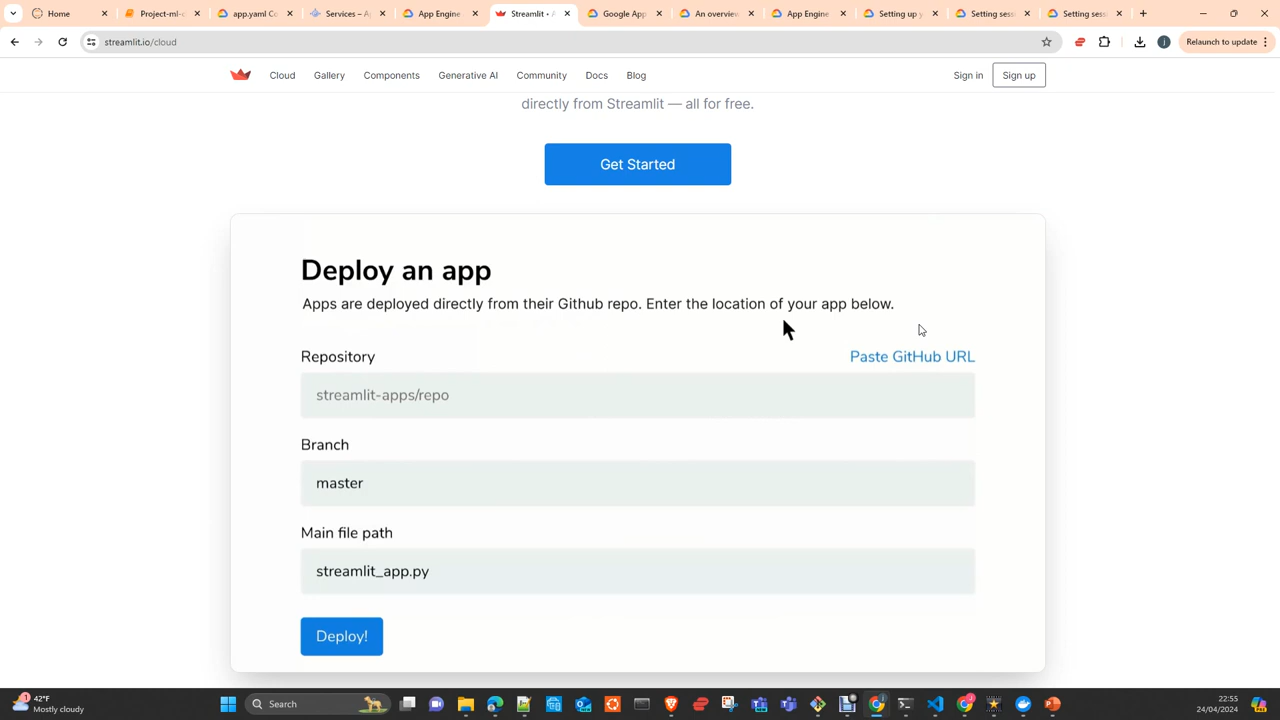 Home
Project-ml-d
app.yaml Co
Services – A
App Engine
Streamlit • A
Google App
An overview
App Engine
Setting up y
Setting sess
Setting sess
streamlit.io/cloud
Relaunch to update
Cloud
Gallery
Components
Generative AI
Community
Docs
Blog
Sign in
Sign up
directly from Streamlit — all for free.
Get Started
Deploy an app
Apps are deployed directly from their Github repo. Enter the location of your app below.
Repository
Paste GitHub URL
streamlit-apps/repo
Branch
master
Main file path
streamlit_app.py
Deploy!
42°F
Mostly cloudy
Search
22:55
24/04/2024